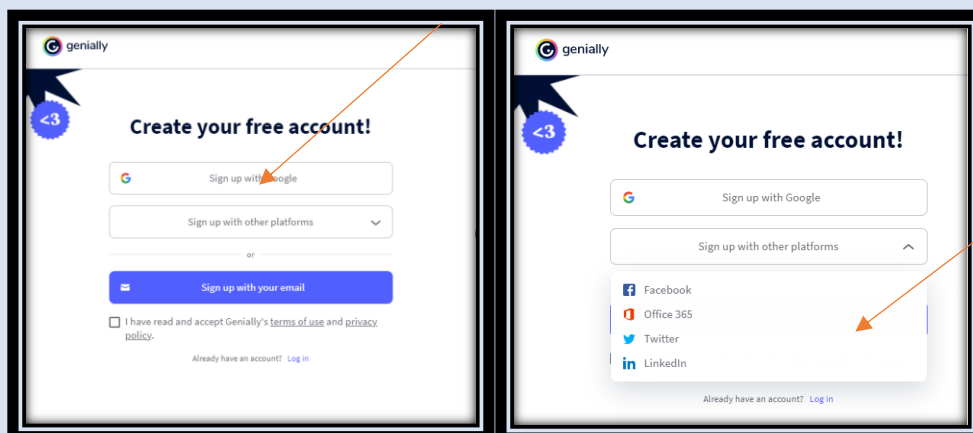 genially
<3
Create your free account!
Sign up with Google
Sign up with other platforms
or
Sign up with your email
I have read and accept Genially's terms of use and privacy
policy.
Already have an account? Log in
genially
<3
Create your free account!
Sign up with Google
Sign up with other platforms
Facebook
Office 365
Twitter
LinkedIn
Already have an account? Log in